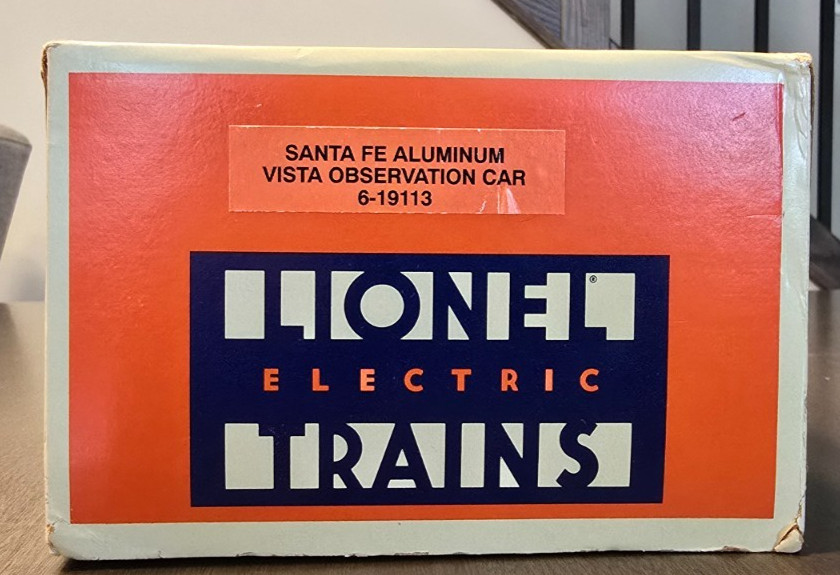 SANTA FE ALUMINUM
VISTA OBSERVATION CAR
6-19113
LIONEL®
ELECTRIC
TRAINS